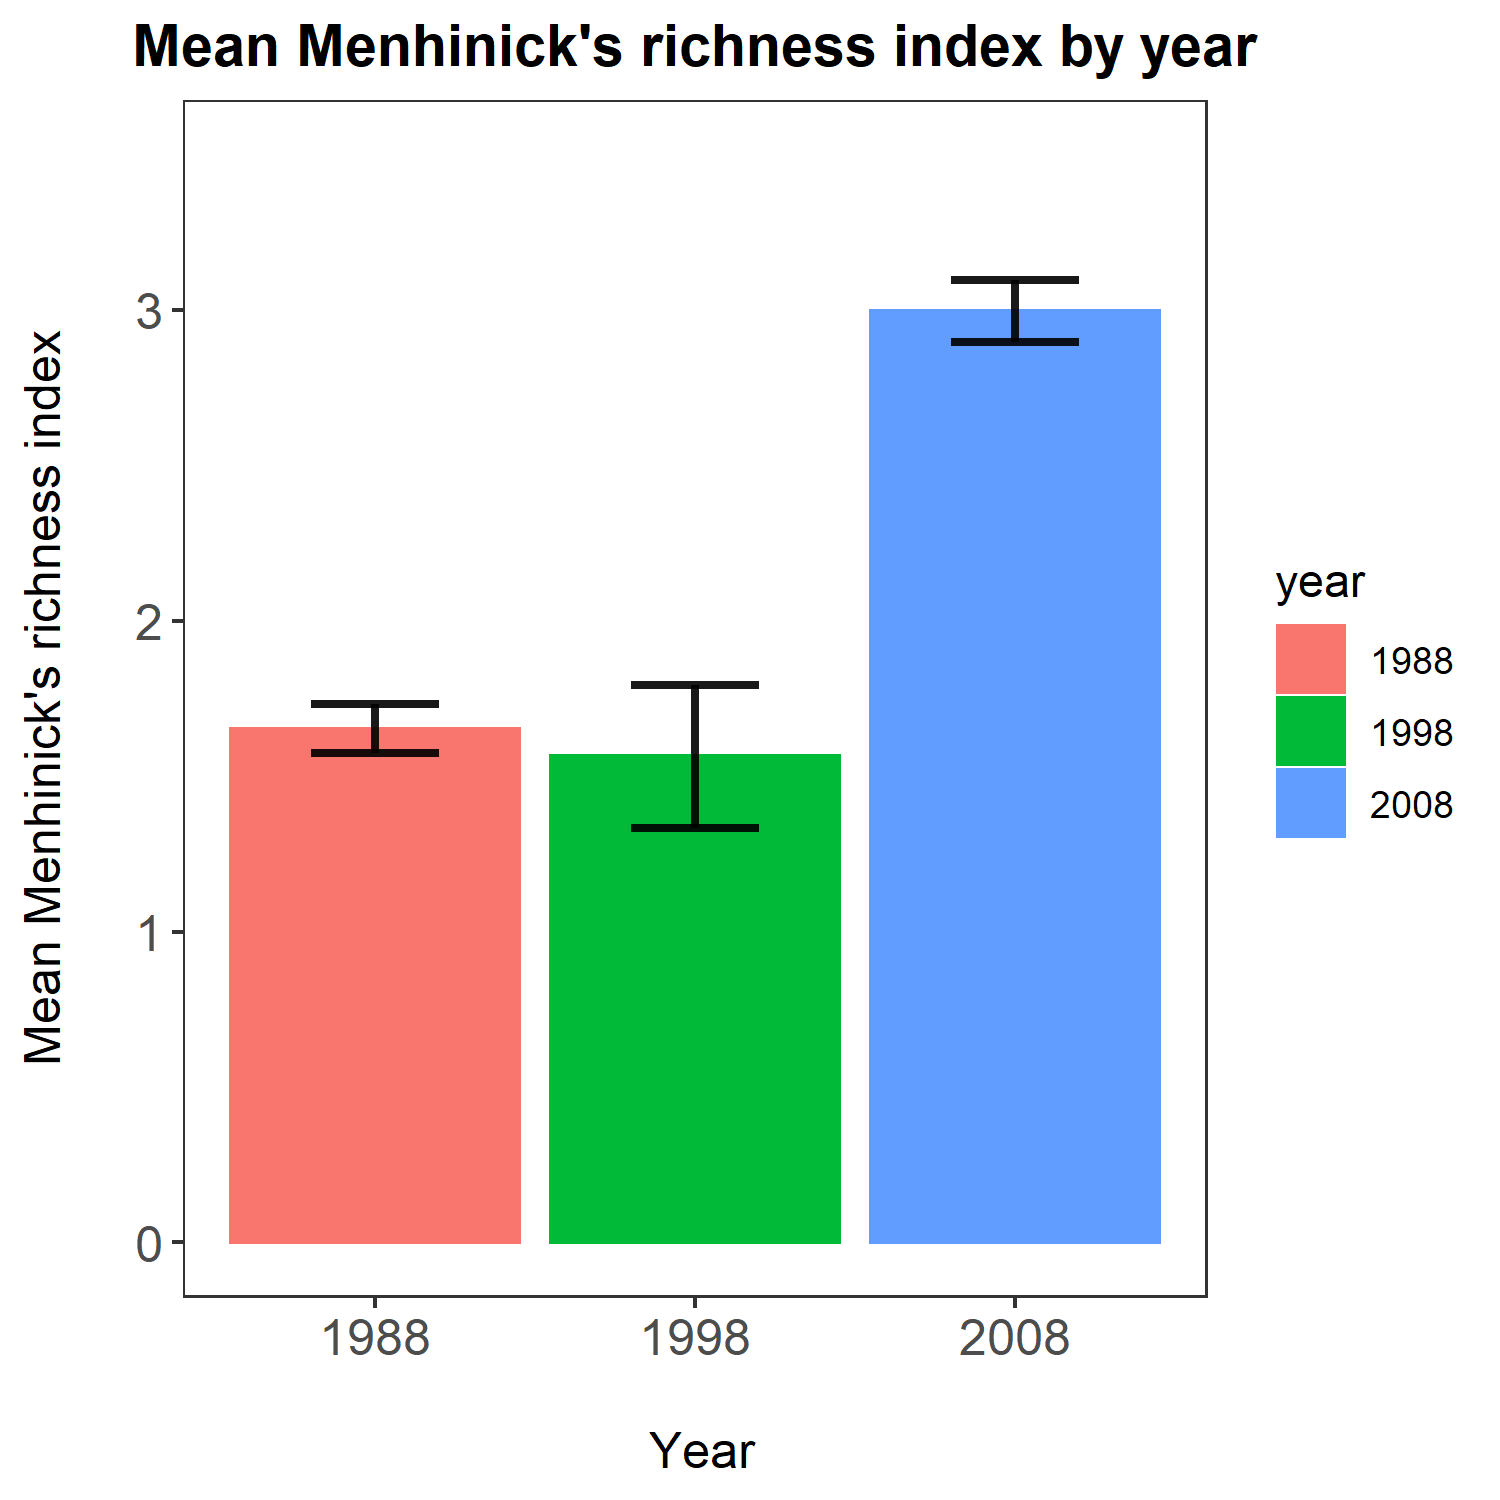 Mean Menhinick's richness index by year
Mean Menhinick's richness index
3
2
1
0
1988 1998 2008
Year
year
1988
1998
2008